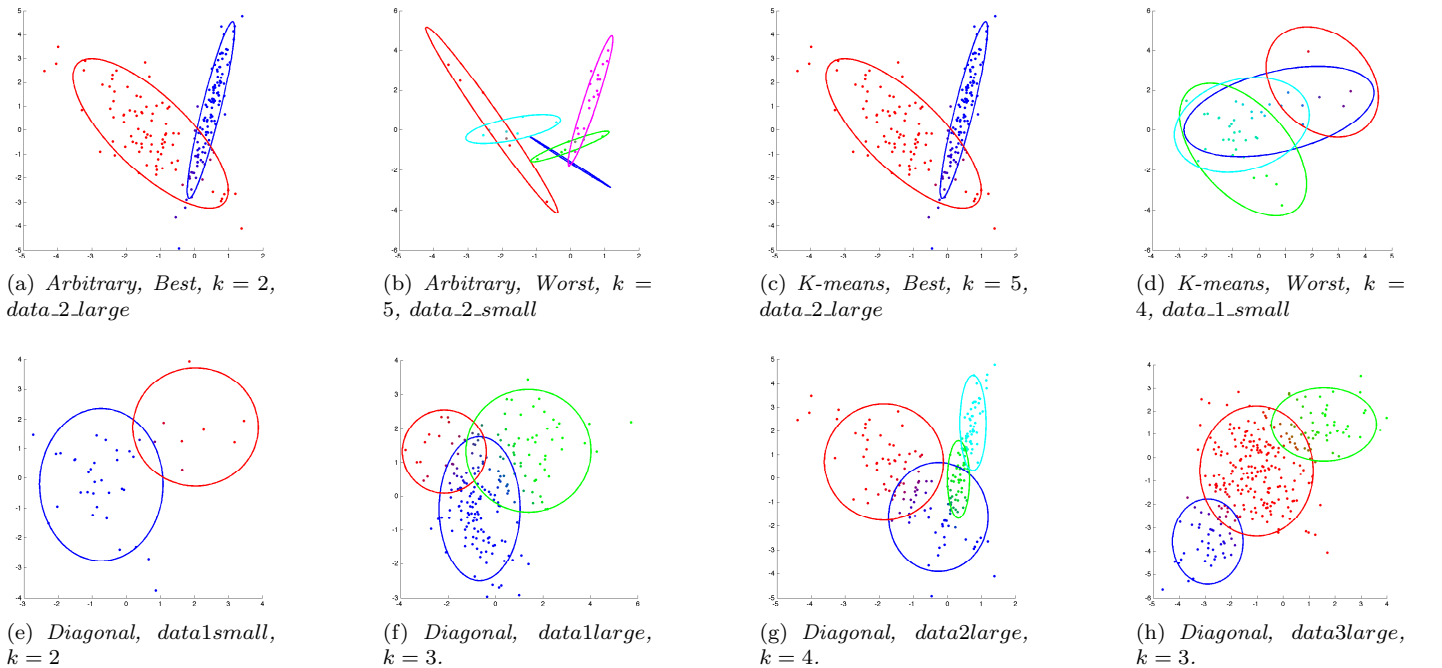 (a) Arbitrary, Best, k = 2,
data_2_large
(b) Arbitrary, Worst, k =
5, data_2_small
(c) K-means, Best, k = 5,
data_2_large
(d) K-means, Worst, k =
4, data_1_small
(e) Diagonal, data1small,
k = 2
(f) Diagonal, data1large,
k = 3.
(g) Diagonal, data2large,
k = 4.
(h) Diagonal, data3large,
k = 3.